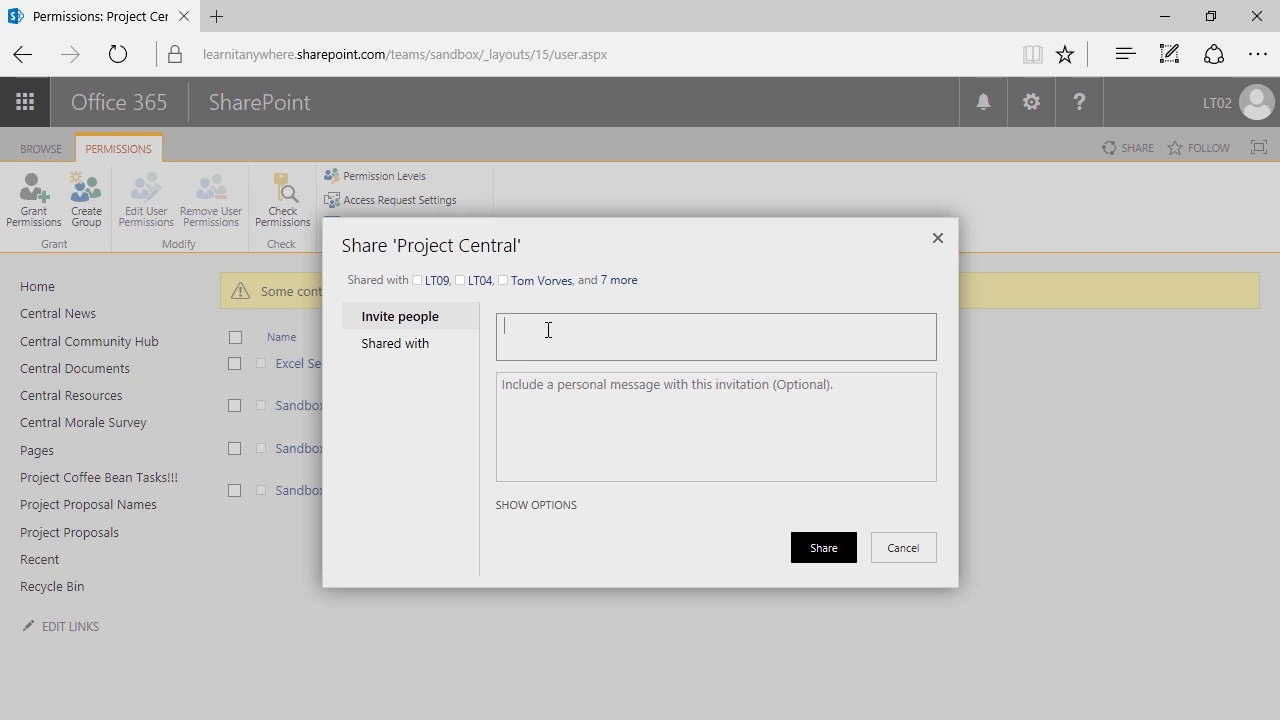 Permissions: Project Cer
learnitanywhere.sharepoint.com/teams/sandbox/_layouts/15/user.aspx
Office 365
SharePoint
?
LT02
BROWSE
PERMISSIONS
SHARE
FOLLOW
Grant Permissions
Create Group
Edit User Permissions
Remove User Permissions
Check Permissions
Permission Levels
Access Request Settings
Grant
Modify
Check
Share 'Project Central'
Shared with LT09, LT04, Tom Vorves, and 7 more
Invite people
Shared with
Include a personal message with this invitation (Optional).
SHOW OPTIONS
Share
Cancel
Some cont
Name
Excel Se
Sandbox
Sandbox
Sandbox
Home
Central News
Central Community Hub
Central Documents
Central Resources
Central Morale Survey
Pages
Project Coffee Bean Tasks!!!
Project Proposal Names
Project Proposals
Recent
Recycle Bin
EDIT LINKS